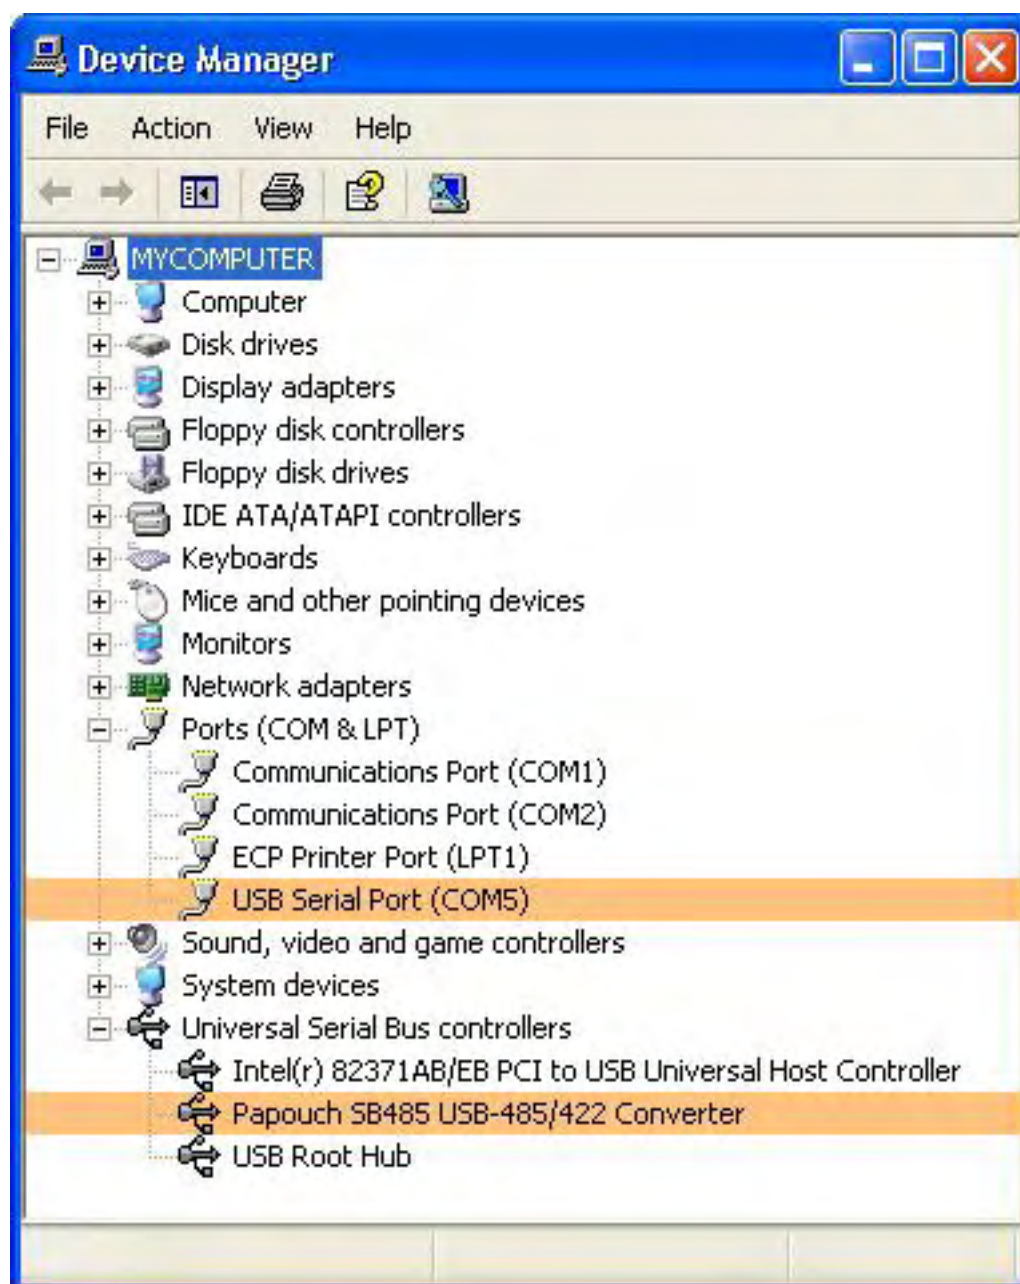 Device Manager
File Action View Help
MYCOMPUTER
Computer
Disk drives
Display adapters
Floppy disk controllers
Floppy disk drives
IDE ATA/ATAPI controllers
Keyboards
Mice and other pointing devices
Monitors
Network adapters
Ports (COM & LPT)
Communications Port (COM1)
Communications Port (COM2)
ECP Printer Port (LPT1)
USB Serial Port (COM5)
Sound, video and game controllers
System devices
Universal Serial Bus controllers
Intel(r) 82371AB/EB PCI to USB Universal Host Controller
Papouch SB485 USB-485/422 Converter
USB Root Hub